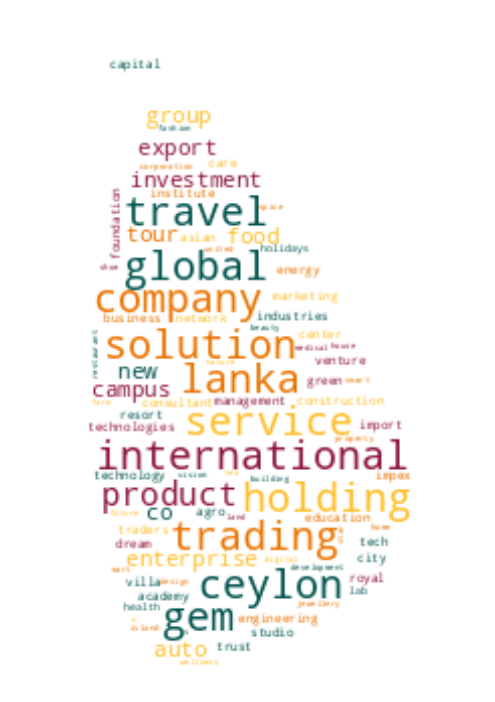 capital
group
fashion
export
corporation care
investment
institute
foundation
travel
spice
tour asian food
united holidays
global
energy
company marketing
business network industries
beauty
restaurant
solution center
medical house
nature venture
new lanka green smart
campus
farm consultant management construction
resort
technologies service import
property
international
technology vision tea building impex
product holding
future co agro land
education
traders trading home
dream tech
enterprise digital city
mart development
villa design ceylon royal
academy lab
health gem jewellery
island engineering
studio
auto trust
wellness